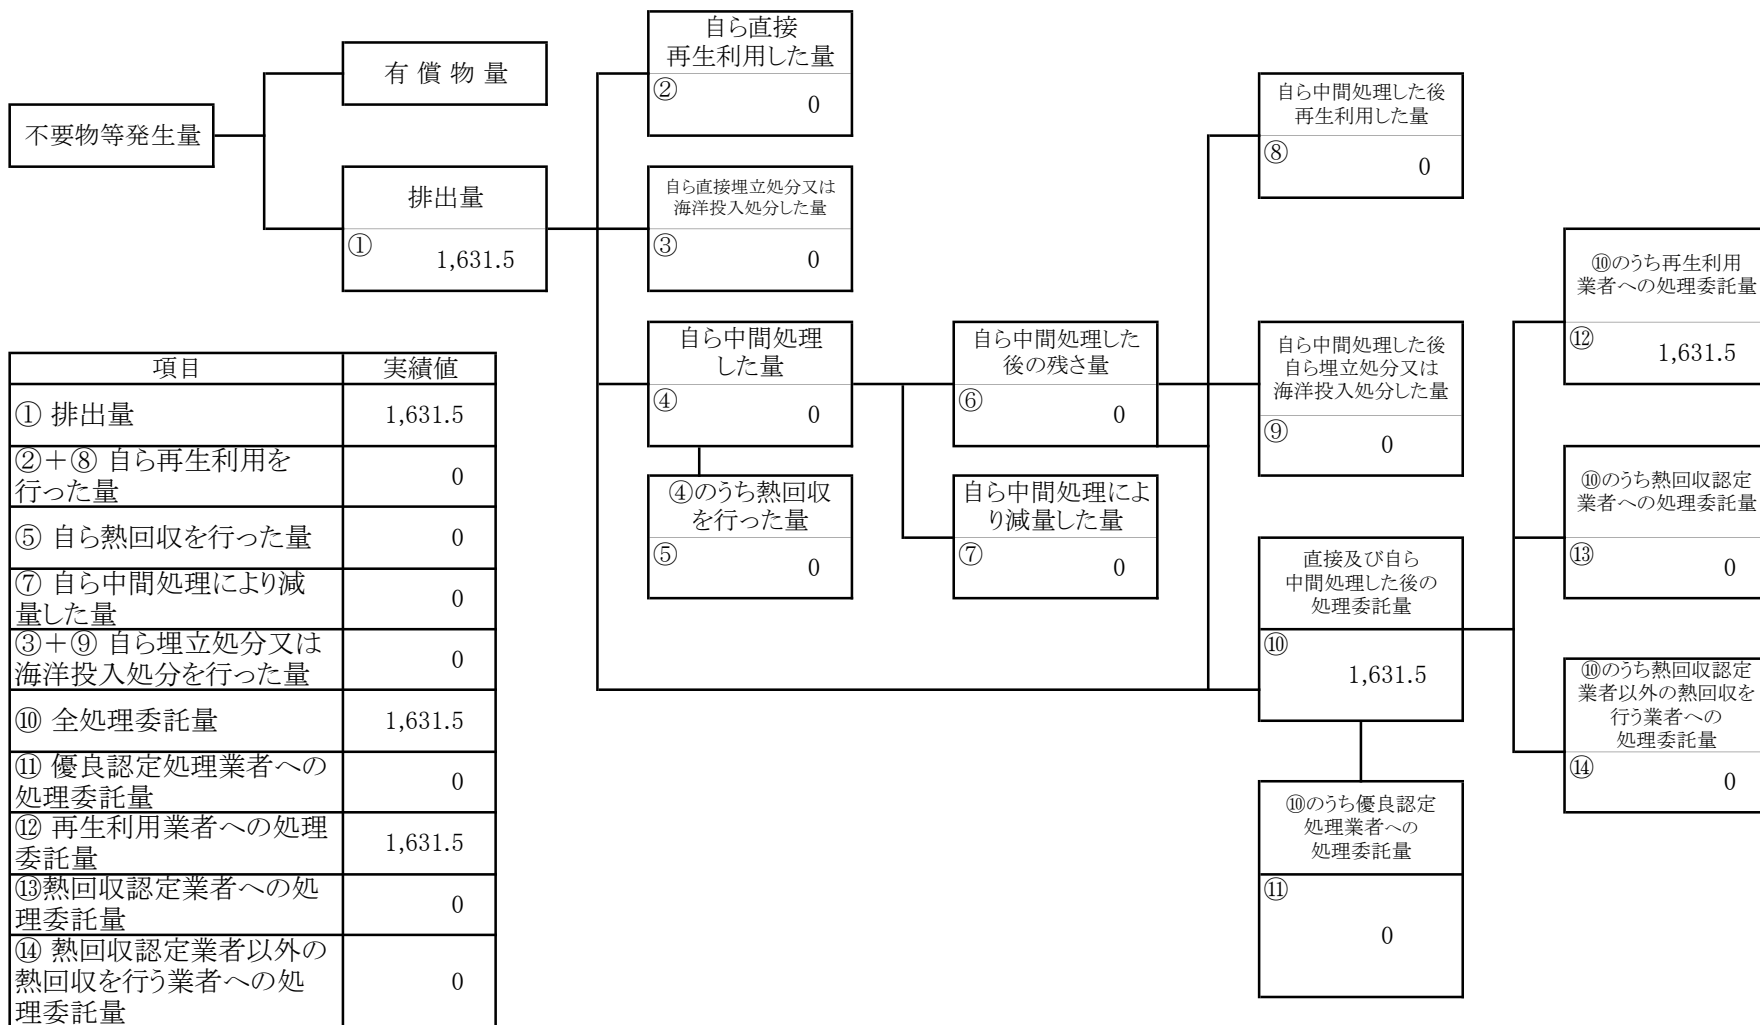 不要物等発生量
有 償 物 量
排出量
①
1,631.5
自ら直接
再生利用した量
②
0
自ら直接埋立処分又は
海洋投入処分した量
③
0
自ら中間処理
した量
④
0
④のうち熱回収
を行った量
⑤
0
自ら中間処理した
後の残さ量
⑥
0
自ら中間処理によ
り減量した量
⑦
0
自ら中間処理した後
再生利用した量
⑧
0
自ら中間処理した後
自ら埋立処分又は
海洋投入処分した量
⑨
0
直接及び自ら
中間処理した後の
処理委託量
⑩
1,631.5
⑩のうち優良認定
処理業者への
処理委託量
⑪
0
⑩のうち再生利用
業者への処理委託量
⑫
1,631.5
⑩のうち熱回収認定
業者への処理委託量
⑬
0
⑩のうち熱回収認定
業者以外の熱回収を
行う業者への
処理委託量
⑭
0
項目 実績値
① 排出量 1,631.5
②+⑧ 自ら再生利用を
行った量 0
⑤ 自ら熱回収を行った量 0
⑦ 自ら中間処理により減
量した量 0
③+⑨ 自ら埋立処分又は
海洋投入処分を行った量 0
⑩ 全処理委託量 1,631.5
⑪ 優良認定処理業者への
処理委託量 0
⑫ 再生利用業者への処理
委託量 1,631.5
⑬熱回収認定業者への処
理委託量 0
⑭ 熱回収認定業者以外の
熱回収を行う業者への処
理委託量 0